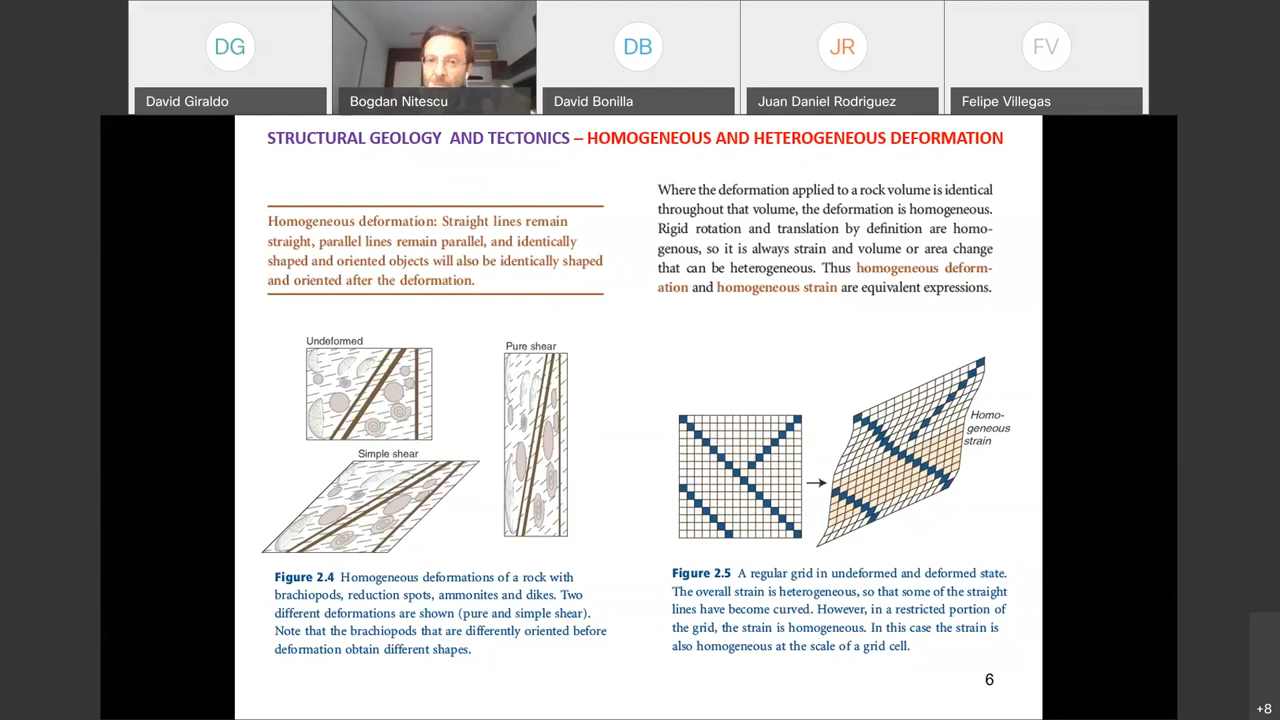 DG
DB
JR
FV
David Giraldo
Bogdan Nitescu
David Bonilla
Juan Daniel Rodriguez
Felipe Villegas
STRUCTURAL GEOLOGY AND TECTONICS – HOMOGENEOUS AND HETEROGENEOUS DEFORMATION
Homogeneous deformation: Straight lines remain
straight, parallel lines remain parallel, and identically
shaped and oriented objects will also be identically shaped
and oriented after the deformation.
Where the deformation applied to a rock volume is identical
throughout that volume, the deformation is homogeneous.
Rigid rotation and translation by definition are homo-
genous, so it is always strain and volume or area change
that can be heterogeneous. Thus homogeneous deform-
ation and homogeneous strain are equivalent expressions.
Undeformed
Pure shear
Simple shear
Homo-
geneous
strain
Figure 2.4 Homogeneous deformations of a rock with
brachiopods, reduction spots, ammonites and dikes. Two
different deformations are shown (pure and simple shear).
Note that the brachiopods that are differently oriented before
deformation obtain different shapes.
Figure 2.5 A regular grid in undeformed and deformed state.
The overall strain is heterogeneous, so that some of the straight
lines have become curved. However, in a restricted portion of
the grid, the strain is homogeneous. In this case the strain is
also homogeneous at the scale of a grid cell.
6
+8